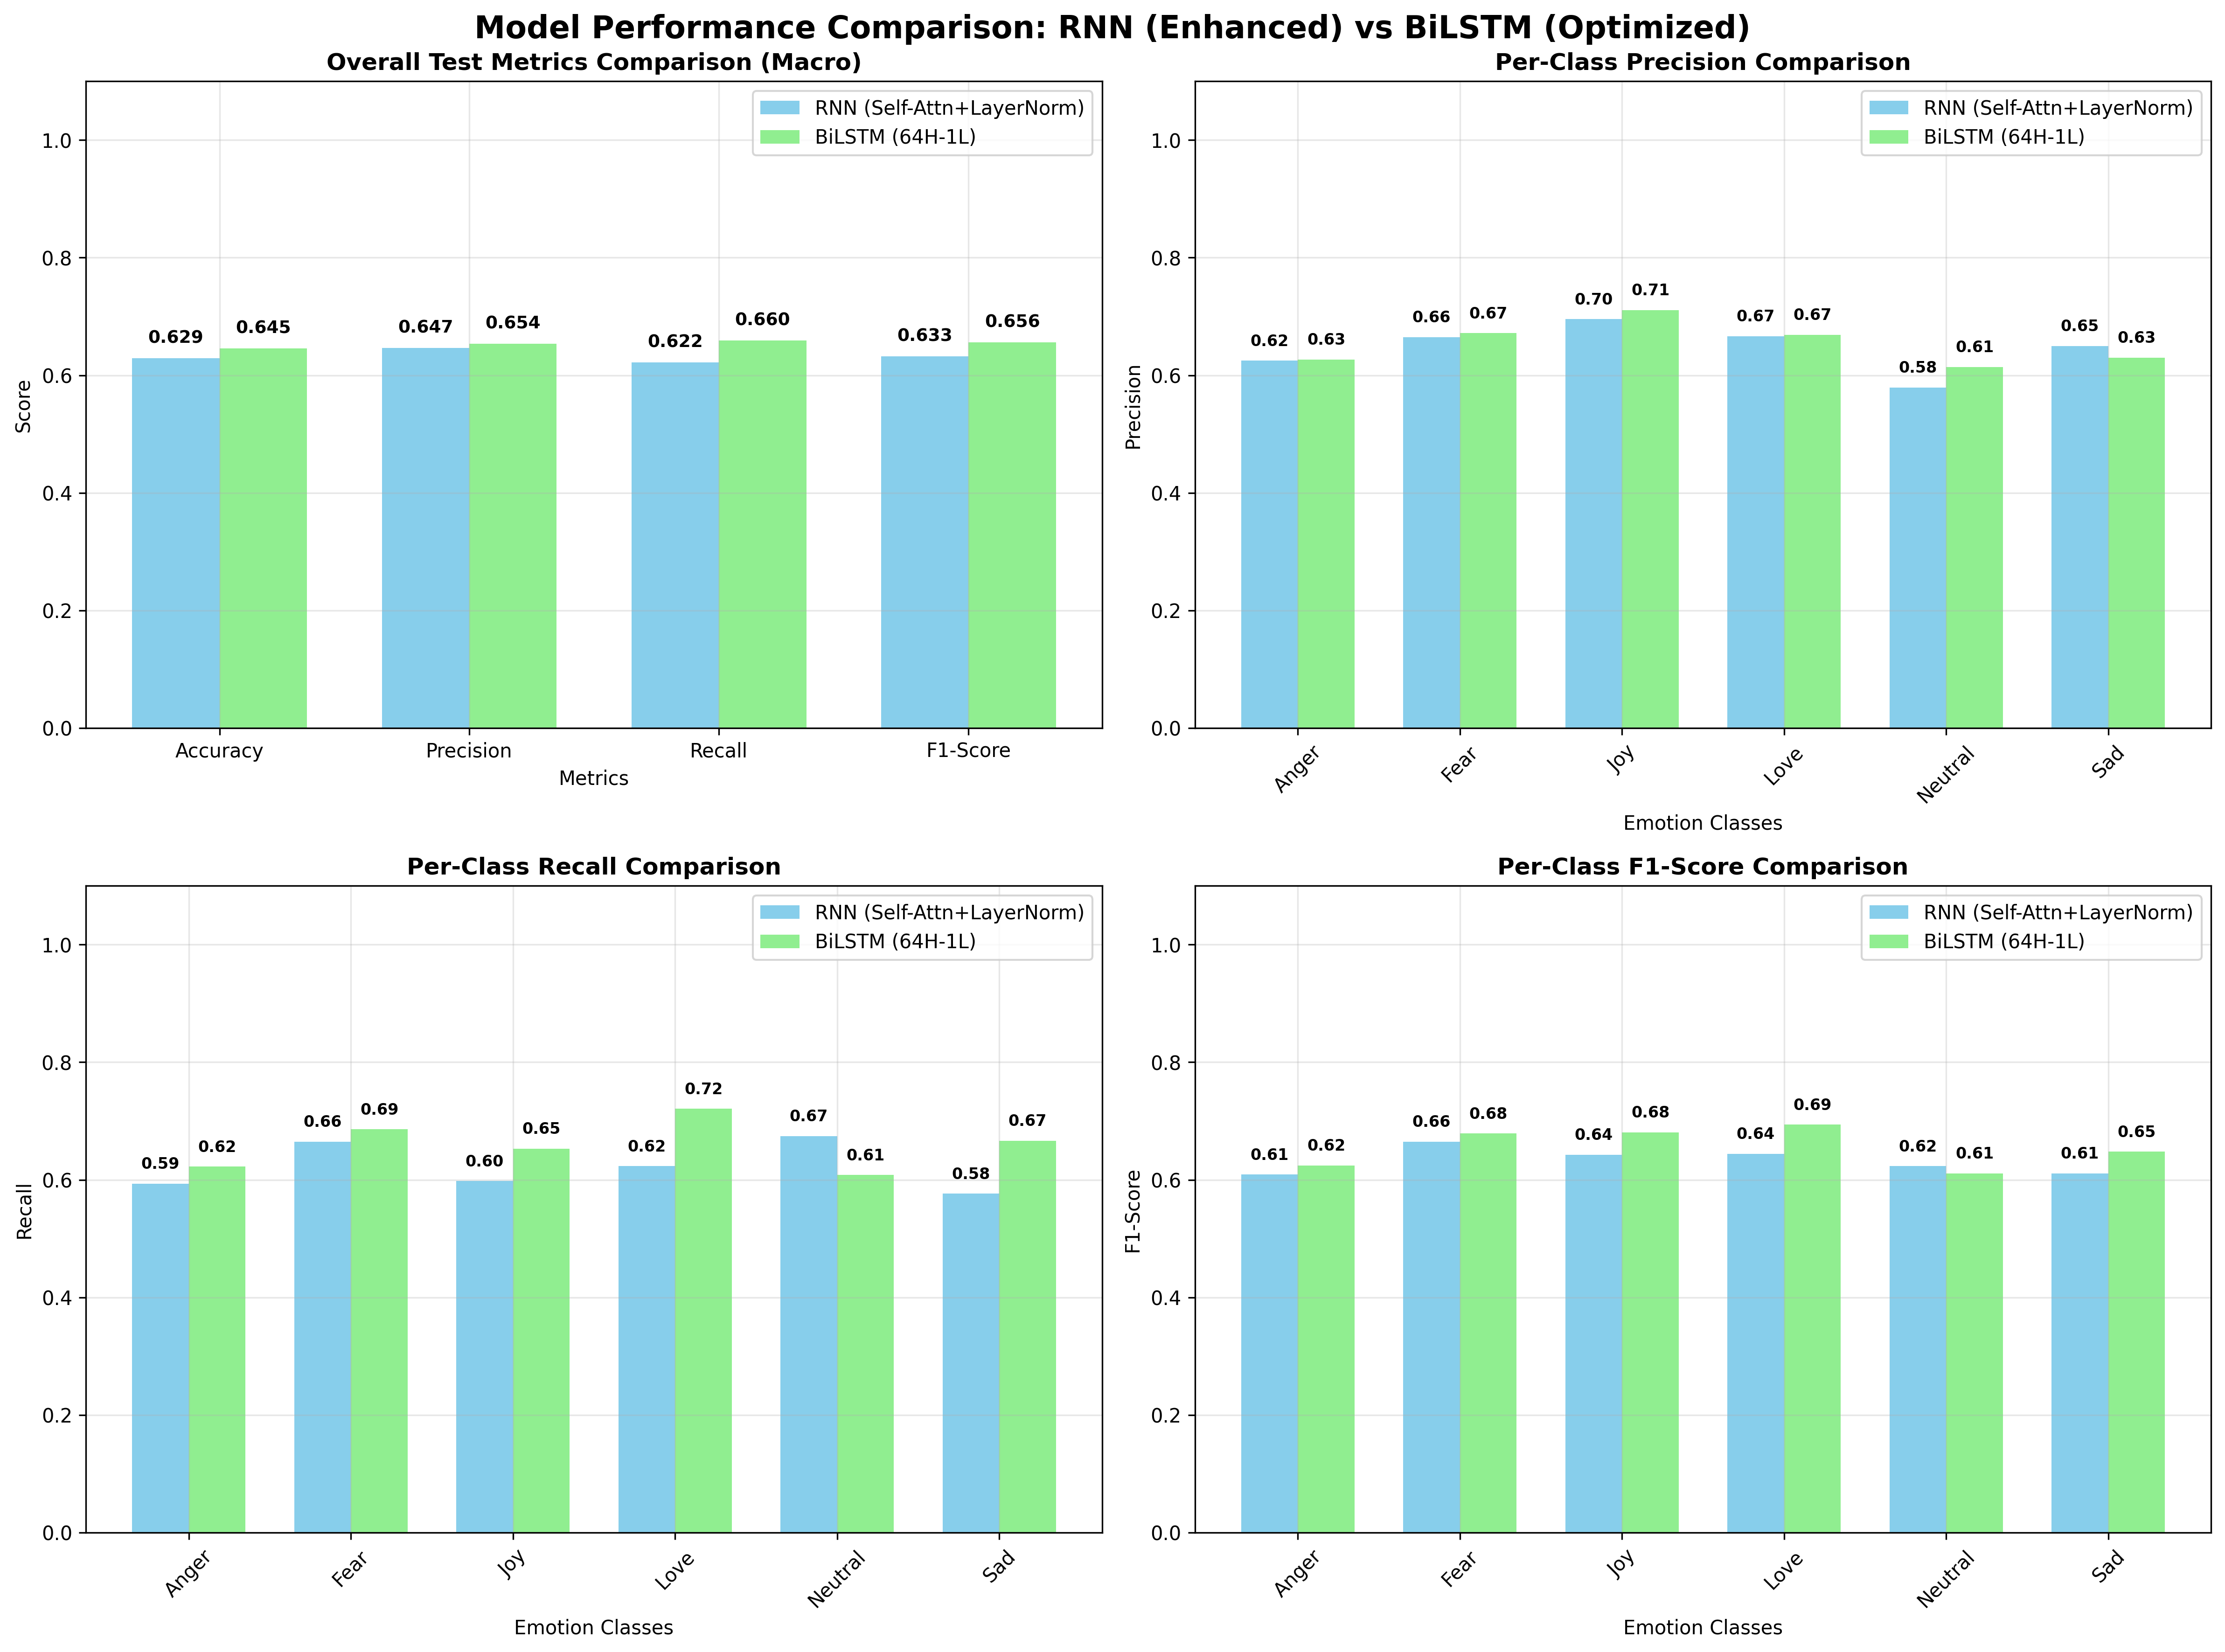 Model Performance Comparison: RNN (Enhanced) vs BiLSTM (Optimized)
Overall Test Metrics Comparison (Macro)
RNN (Self-Attn+LayerNorm)
BiLSTM (64H-1L)
1.0
0.8
0.6
0.4
0.2
0.0
Score
0.629
0.645
0.647
0.654
0.622
0.660
0.633
0.656
Accuracy
Precision
Recall
F1-Score
Metrics
Per-Class Precision Comparison
RNN (Self-Attn+LayerNorm)
BiLSTM (64H-1L)
1.0
0.8
0.6
0.4
0.2
0.0
Precision
0.62
0.63
0.66
0.67
0.70
0.71
0.67
0.67
0.58
0.61
0.65
0.63
Anger
Fear
Joy
Love
Neutral
Sad
Emotion Classes
Per-Class Recall Comparison
RNN (Self-Attn+LayerNorm)
BiLSTM (64H-1L)
1.0
0.8
0.6
0.4
0.2
0.0
Recall
0.59
0.62
0.66
0.69
0.60
0.65
0.62
0.72
0.67
0.61
0.58
0.67
Anger
Fear
Joy
Love
Neutral
Sad
Emotion Classes
Per-Class F1-Score Comparison
RNN (Self-Attn+LayerNorm)
BiLSTM (64H-1L)
1.0
0.8
0.6
0.4
0.2
0.0
F1-Score
0.61
0.62
0.66
0.68
0.64
0.68
0.64
0.69
0.62
0.61
0.61
0.65
Anger
Fear
Joy
Love
Neutral
Sad
Emotion Classes